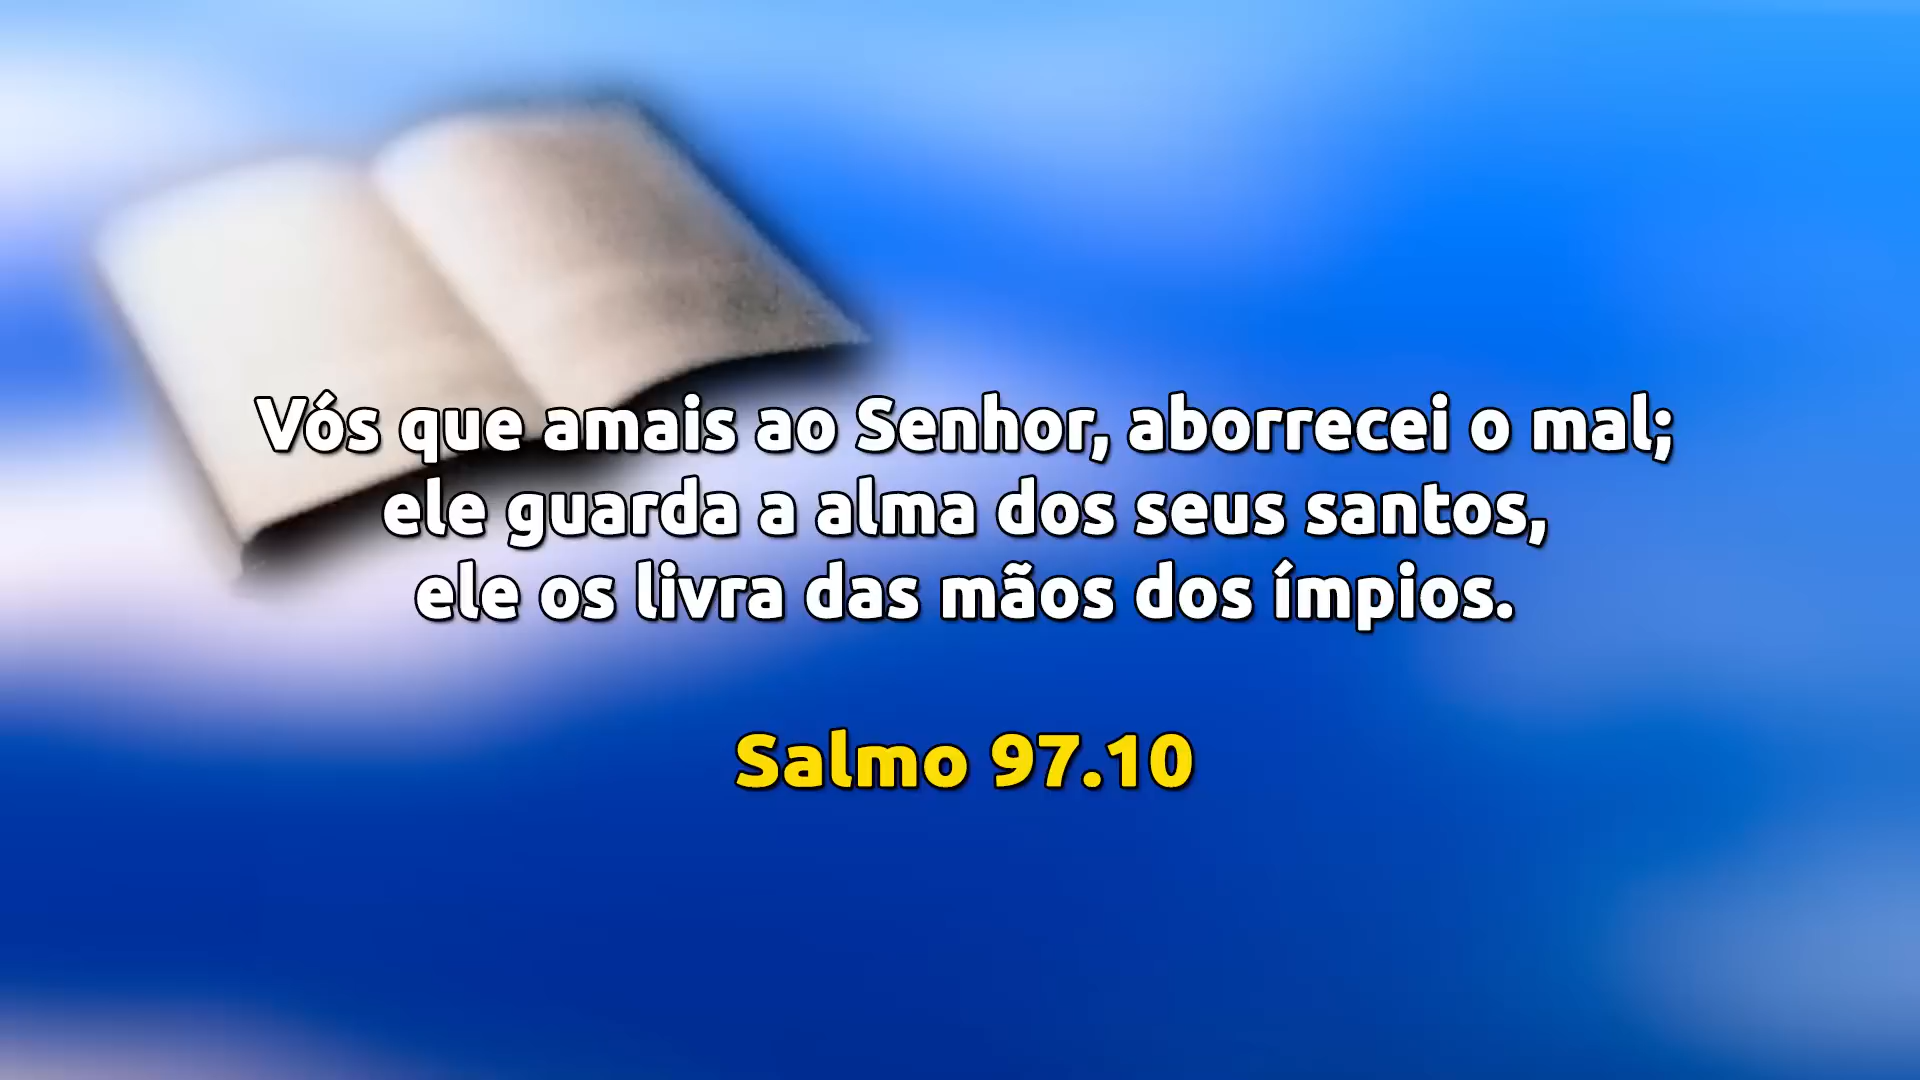 Vós que amais ao Senhor, aborrecei o mal;
ele guarda a alma dos seus santos,
ele os livra das mãos dos ímpios.
Salmo 97.10